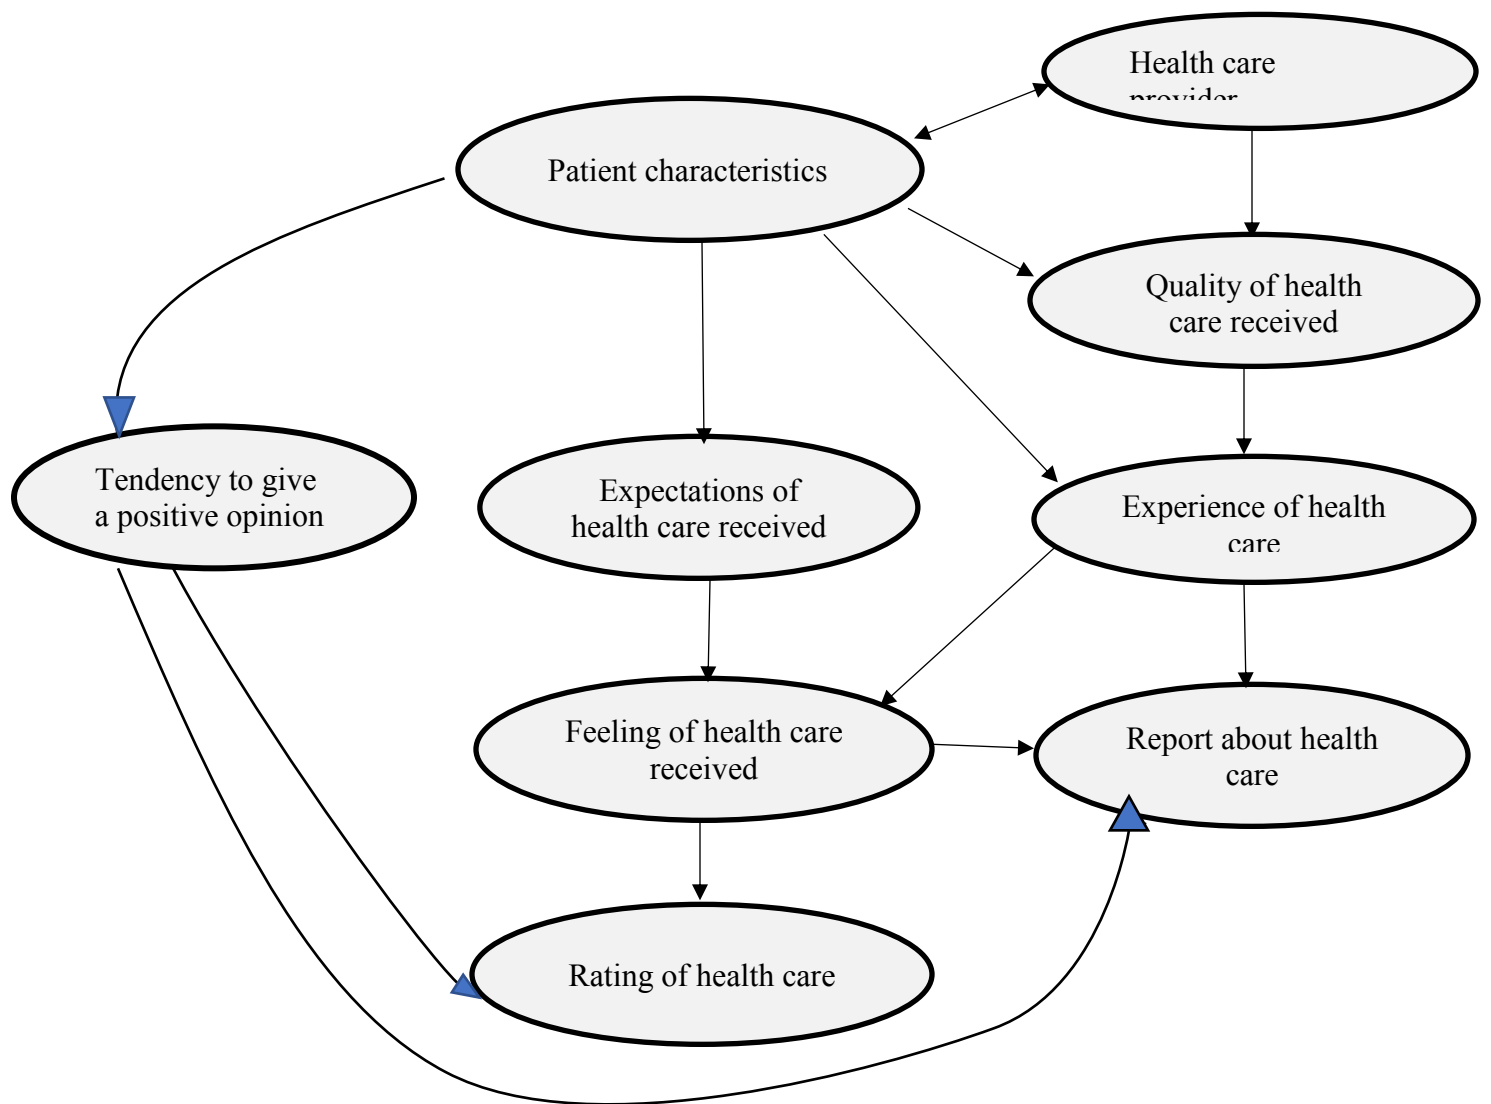 Health care
provider
Patient characteristics
Quality of health
care received
Tendency to give
a positive opinion
Expectations of
health care received
Experience of health
care
Feeling of health care
received
Report about health
care
Rating of health care